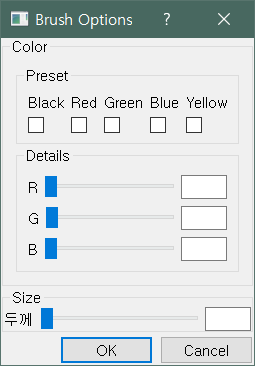 Brush Options
Color
Preset
Black Red Green Blue Yellow
Details
R
G
B
Size
두께
OK Cancel